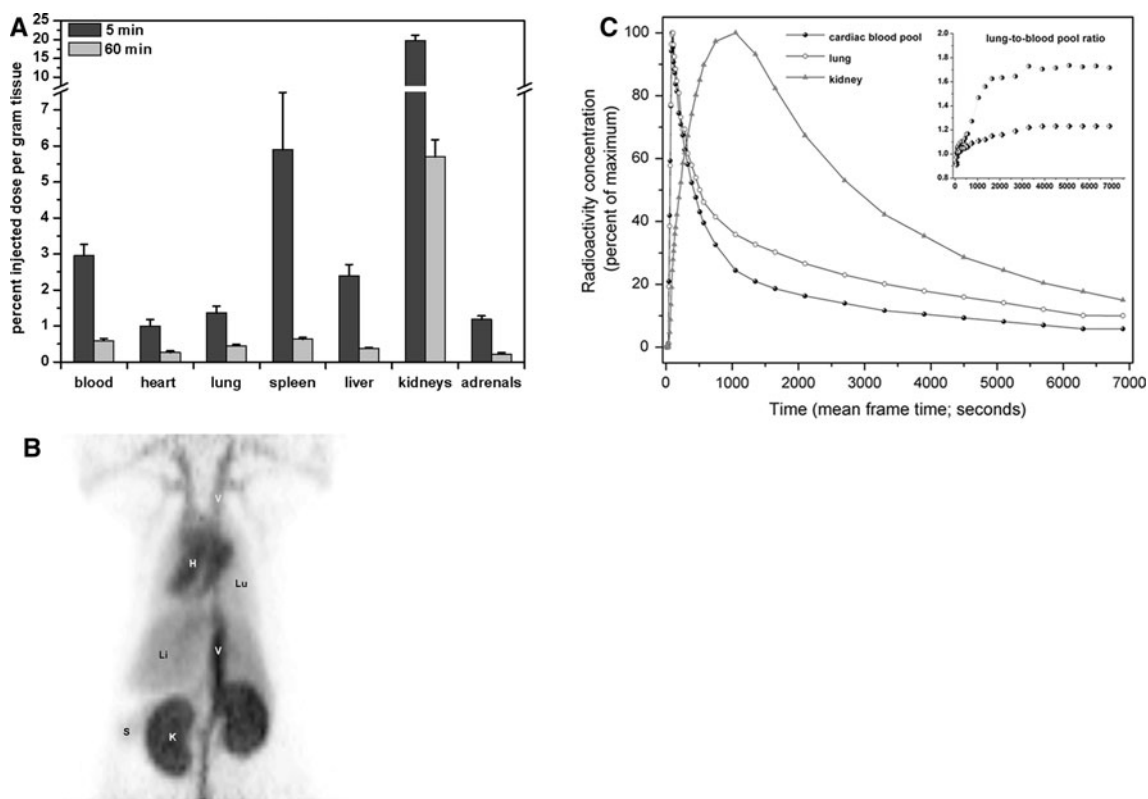 A
5 min
60 min
percent injected dose per gram tissue
25
20
15
10
7
6
5
4
3
2
1
0
blood heart lung spleen liver kidneys adrenals
C
cardiac blood pool
lung
kidney
Radioactivity concentration
(percent of maximum)
100
80
60
40
20
0
0 1000 2000 3000 4000 5000 6000 7000
Time (mean frame time; seconds)
lung-to-blood pool ratio
2.0
1.8
1.6
1.4
1.2
1.0
0.8
0 1000 2000 3000 4000 5000 6000 7000
B
V
H
Lu
Li
V
S
K